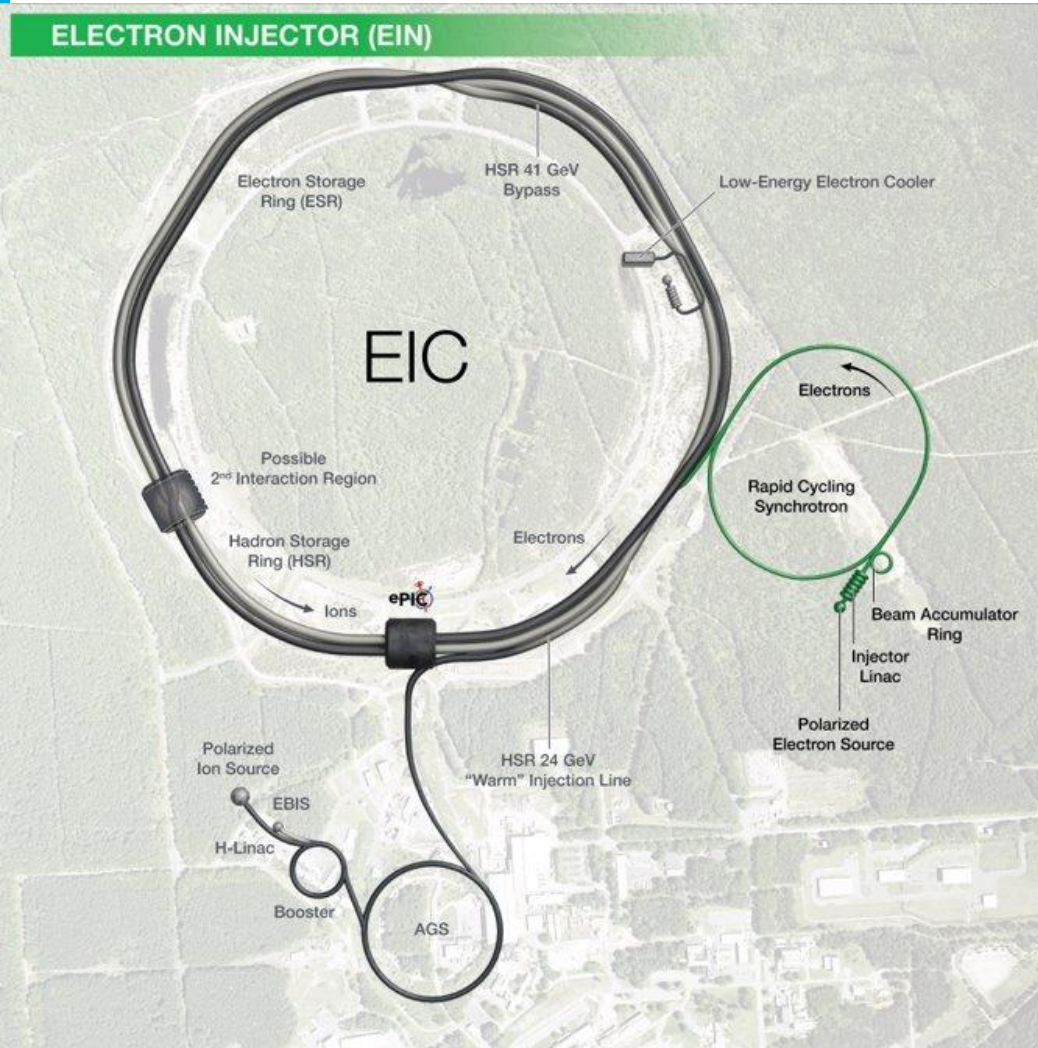 ELECTRON INJECTOR (EIN)
HSR 41 GeV
Bypass
Electron Storage
Ring (ESR)
Low-Energy Electron Cooler
EIC
Electrons
Possible
2nd Interaction Region
Rapid Cycling
Synchrotron
Hadron Storage
Ring (HSR)
Electrons
Ions
ePIC
Beam Accumulator
Ring
Injector
Linac
Polarized
Electron Source
Polarized
Ion Source
HSR 24 GeV
"Warm" Injection Line
EBIS
H-Linac
Booster
AGS